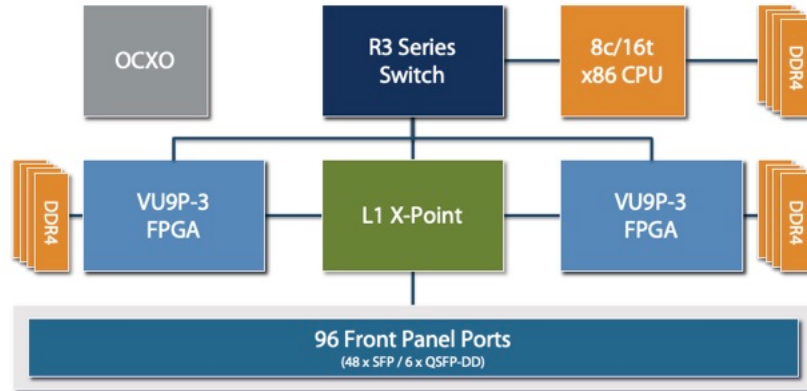 OCXO
R3 Series
Switch
8c/16t
x86 CPU
DDR4
DDR4
VU9P-3
FPGA
L1 X-Point
VU9P-3
FPGA
DDR4
96 Front Panel Ports
(48 x SFP / 6 x QSFP-DD)